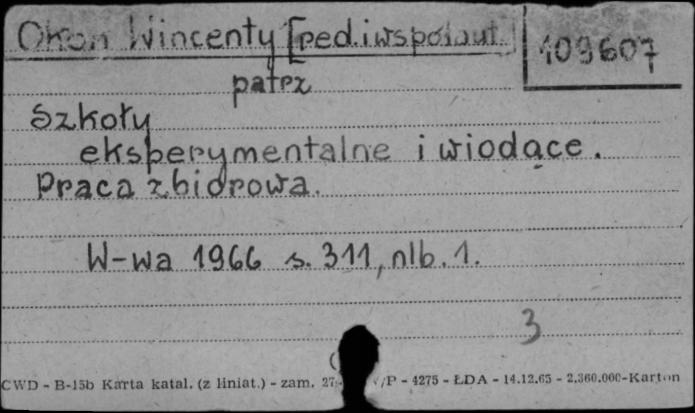 Okoń Wincenty [red.i wspołaut.]
109607
patrz
Szkoły
eksperymentalne i wiodące.
Praca zbiorowa.
W-wa 1966 s. 311, nlb. 1.
3
CWD - B-15b Karta katal. (z liniat.) - zam. 27 /P - 4275 - ŁDA - 14.12.65 - 2.360.000-Karton